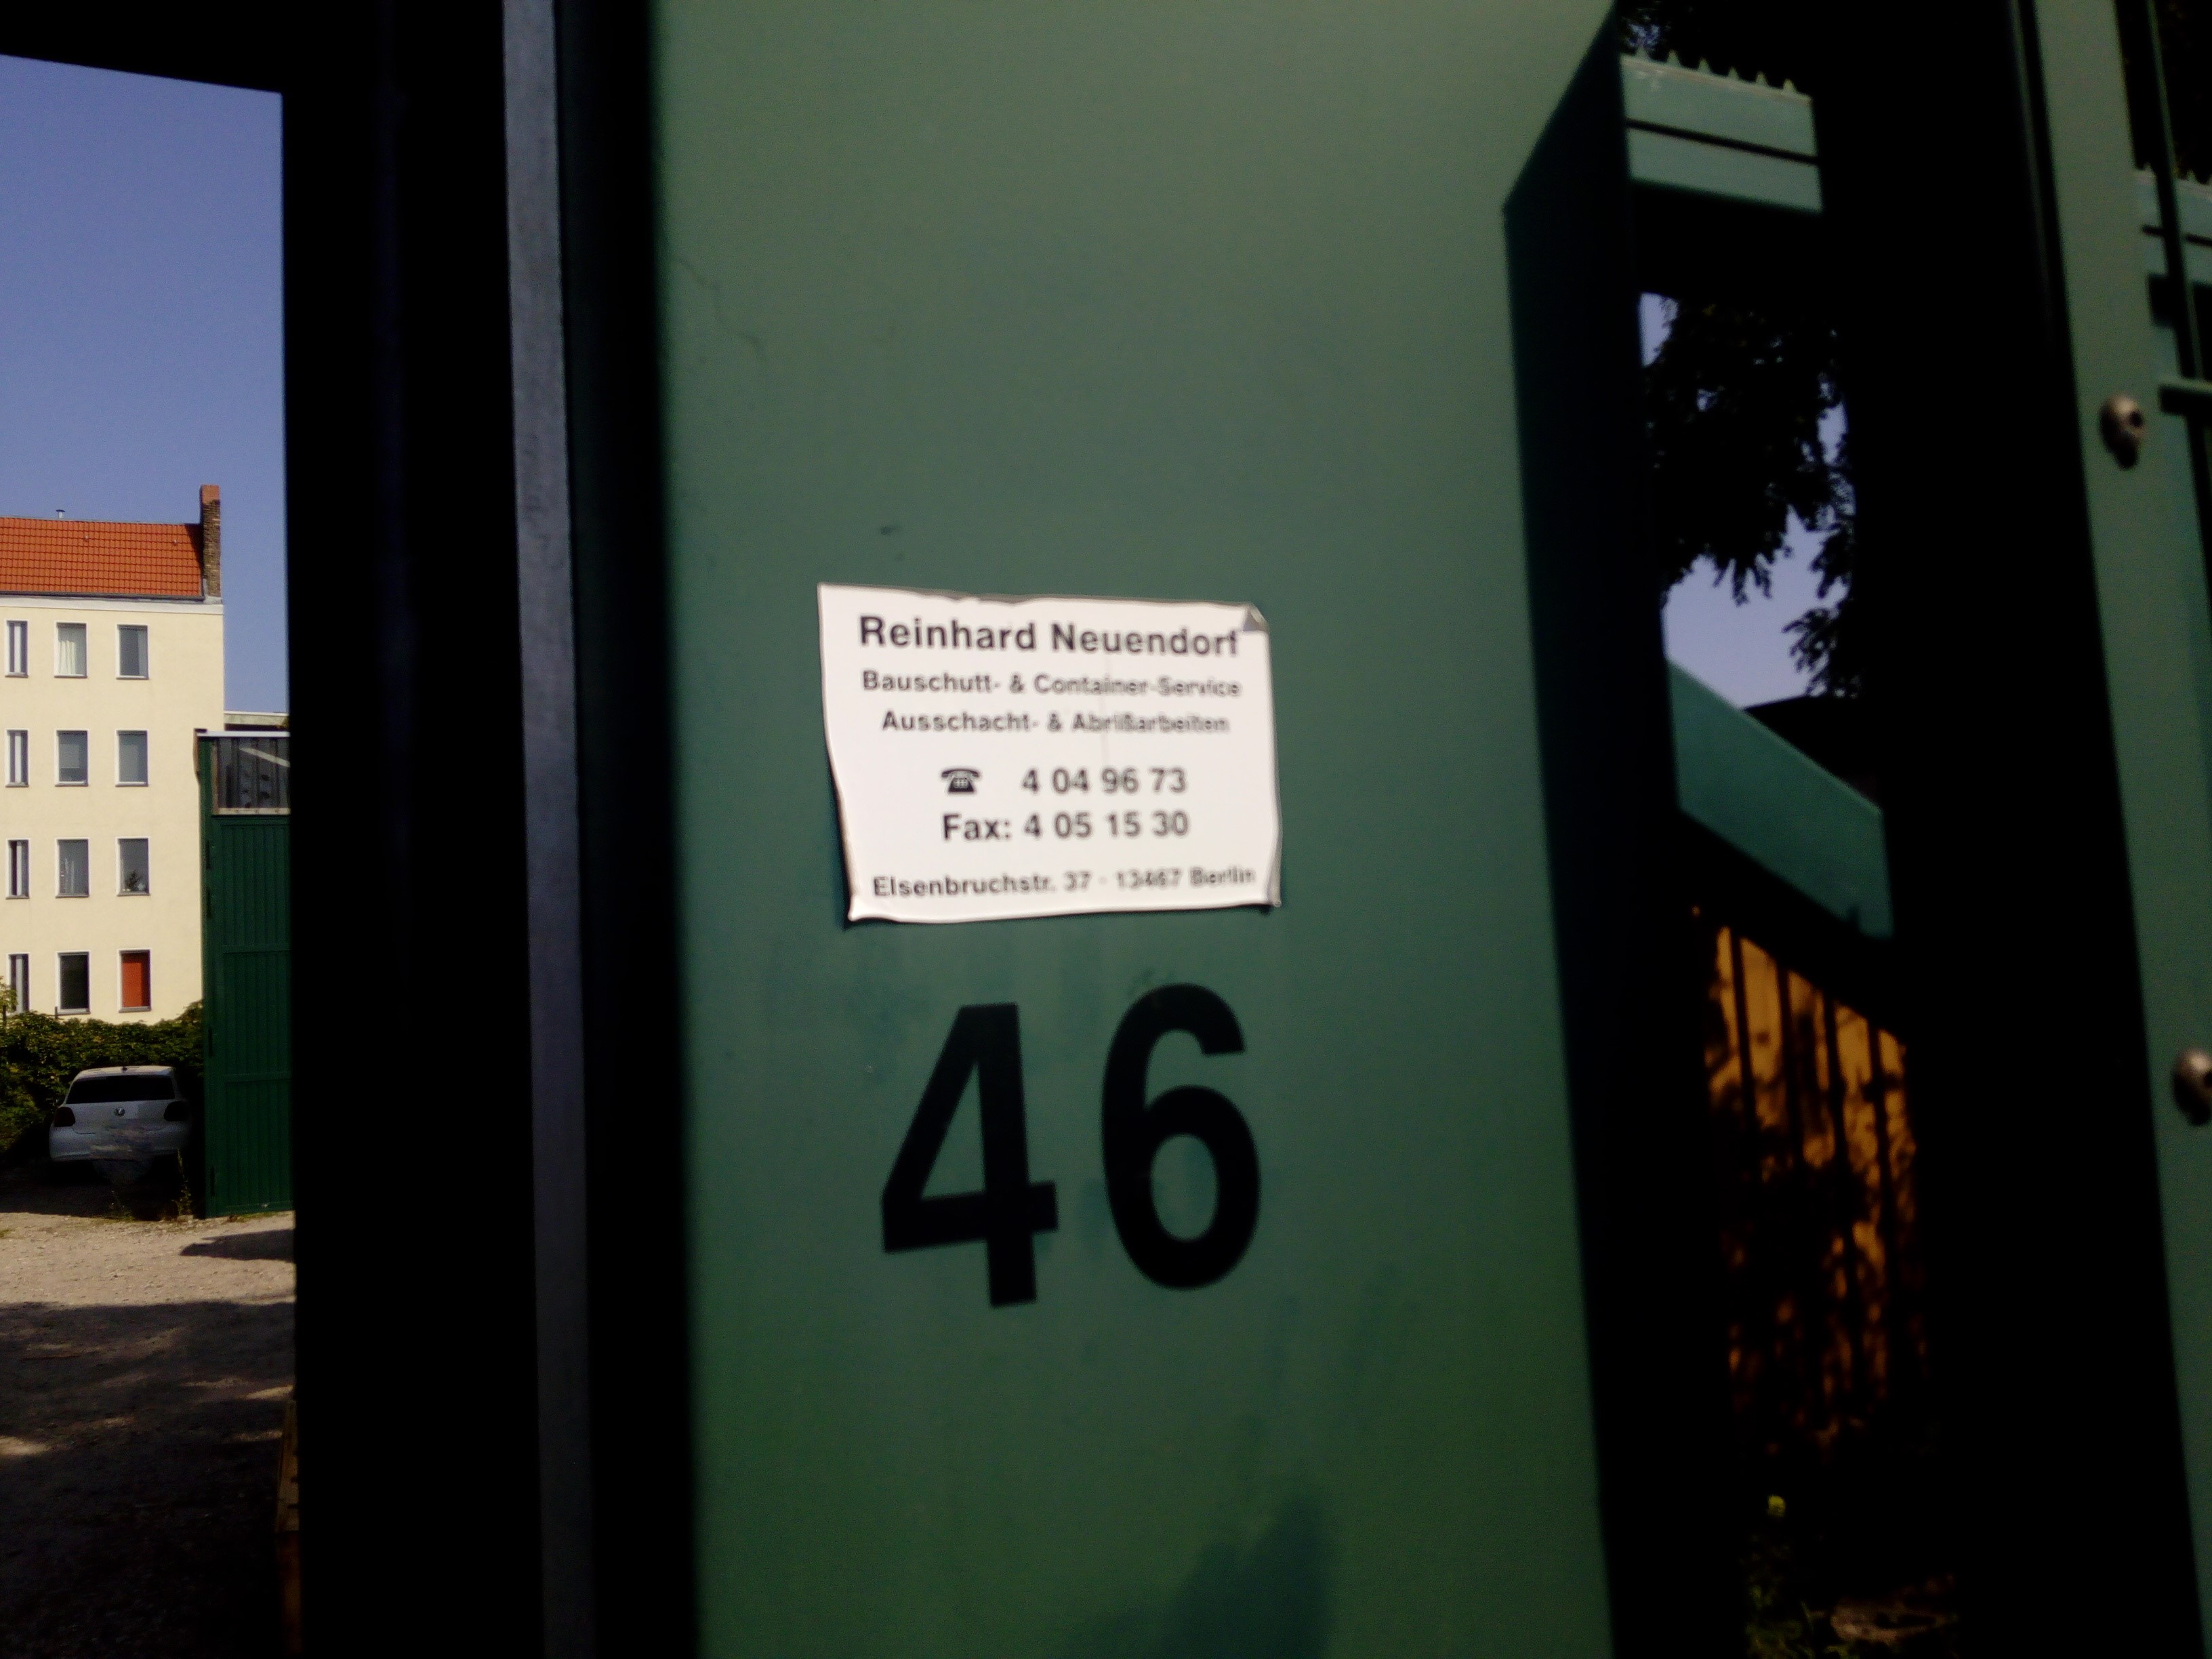 Reinhard Neuendorf
Bauschutt- & Container-Service
Ausschacht- & Abrißarbeiten
☎ 4 04 96 73
Fax: 4 05 15 30
Elsenbruchstr. 37 - 13467 Berlin
46